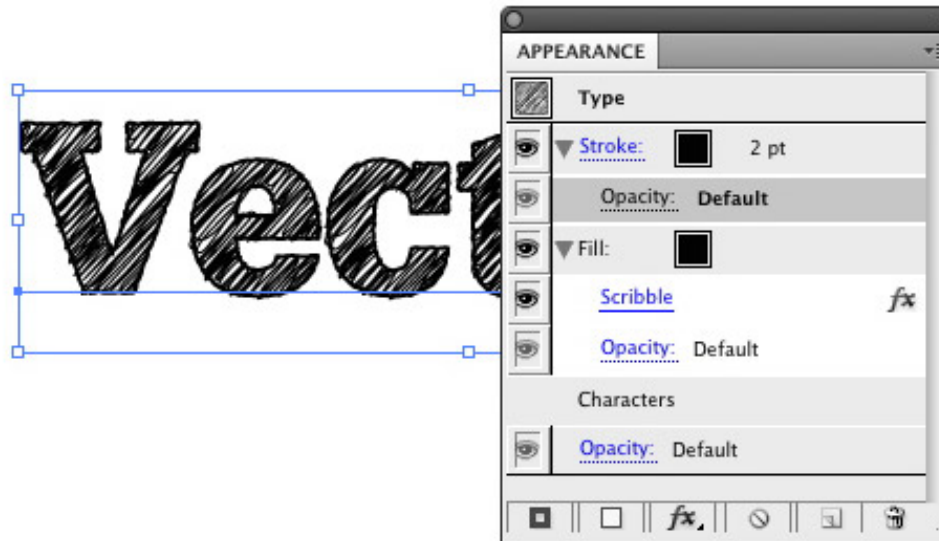 Vect
APPEARANCE
Type
Stroke: 2 pt
Opacity: Default
Fill:
Scribble fx
Opacity: Default
Characters
Opacity: Default
fx